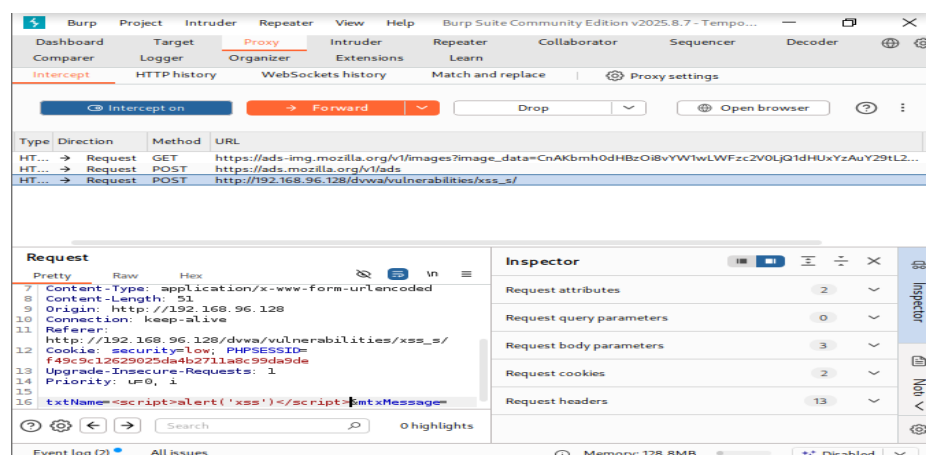 Burp Project Intruder Repeater View Help Burp Suite Community Edition v2025.8.7 - Tempo...
Dashboard Target Proxy Intruder Repeater Collaborator Sequencer Decoder
Comparer Logger Organizer Extensions Learn
Intercept HTTP history WebSockets history Match and replace Proxy settings
Intercept on Forward Drop Open browser
Type Direction Method URL
HT... → Request GET https://ads-img.mozilla.org/v1/images?image_data=CnAKbmh0dHBzOi8vYW1wLWFzc2V0LjQ1dHUxYzAuY29tL2...
HT... → Request POST https://ads.mozilla.org/v1/ads
HT... → Request POST http://192.168.96.128/dvwa/vulnerabilities/xss_s/
Request
Pretty Raw Hex \n
7 Content-Type: application/x-www-form-urlencoded
8 Content-Length: 51
9 Origin: http://192.168.96.128
10 Connection: keep-alive
11 Referer:
http://192.168.96.128/dvwa/vulnerabilities/xss_s/
12 Cookie: security=low; PHPSESSID=
f49c9c12629025da4b2711a8c99da9de
13 Upgrade-Insecure-Requests: 1
14 Priority: u=0, i
15
16 txtName=<script>alert('xss')</script>&mtxMessage=
Search 0 highlights
Inspector
Request attributes 2
Request query parameters 0
Request body parameters 3
Request cookies 2
Request headers 13
Inspector
Event log (2) All issues Memory: 128.8MB Disabled